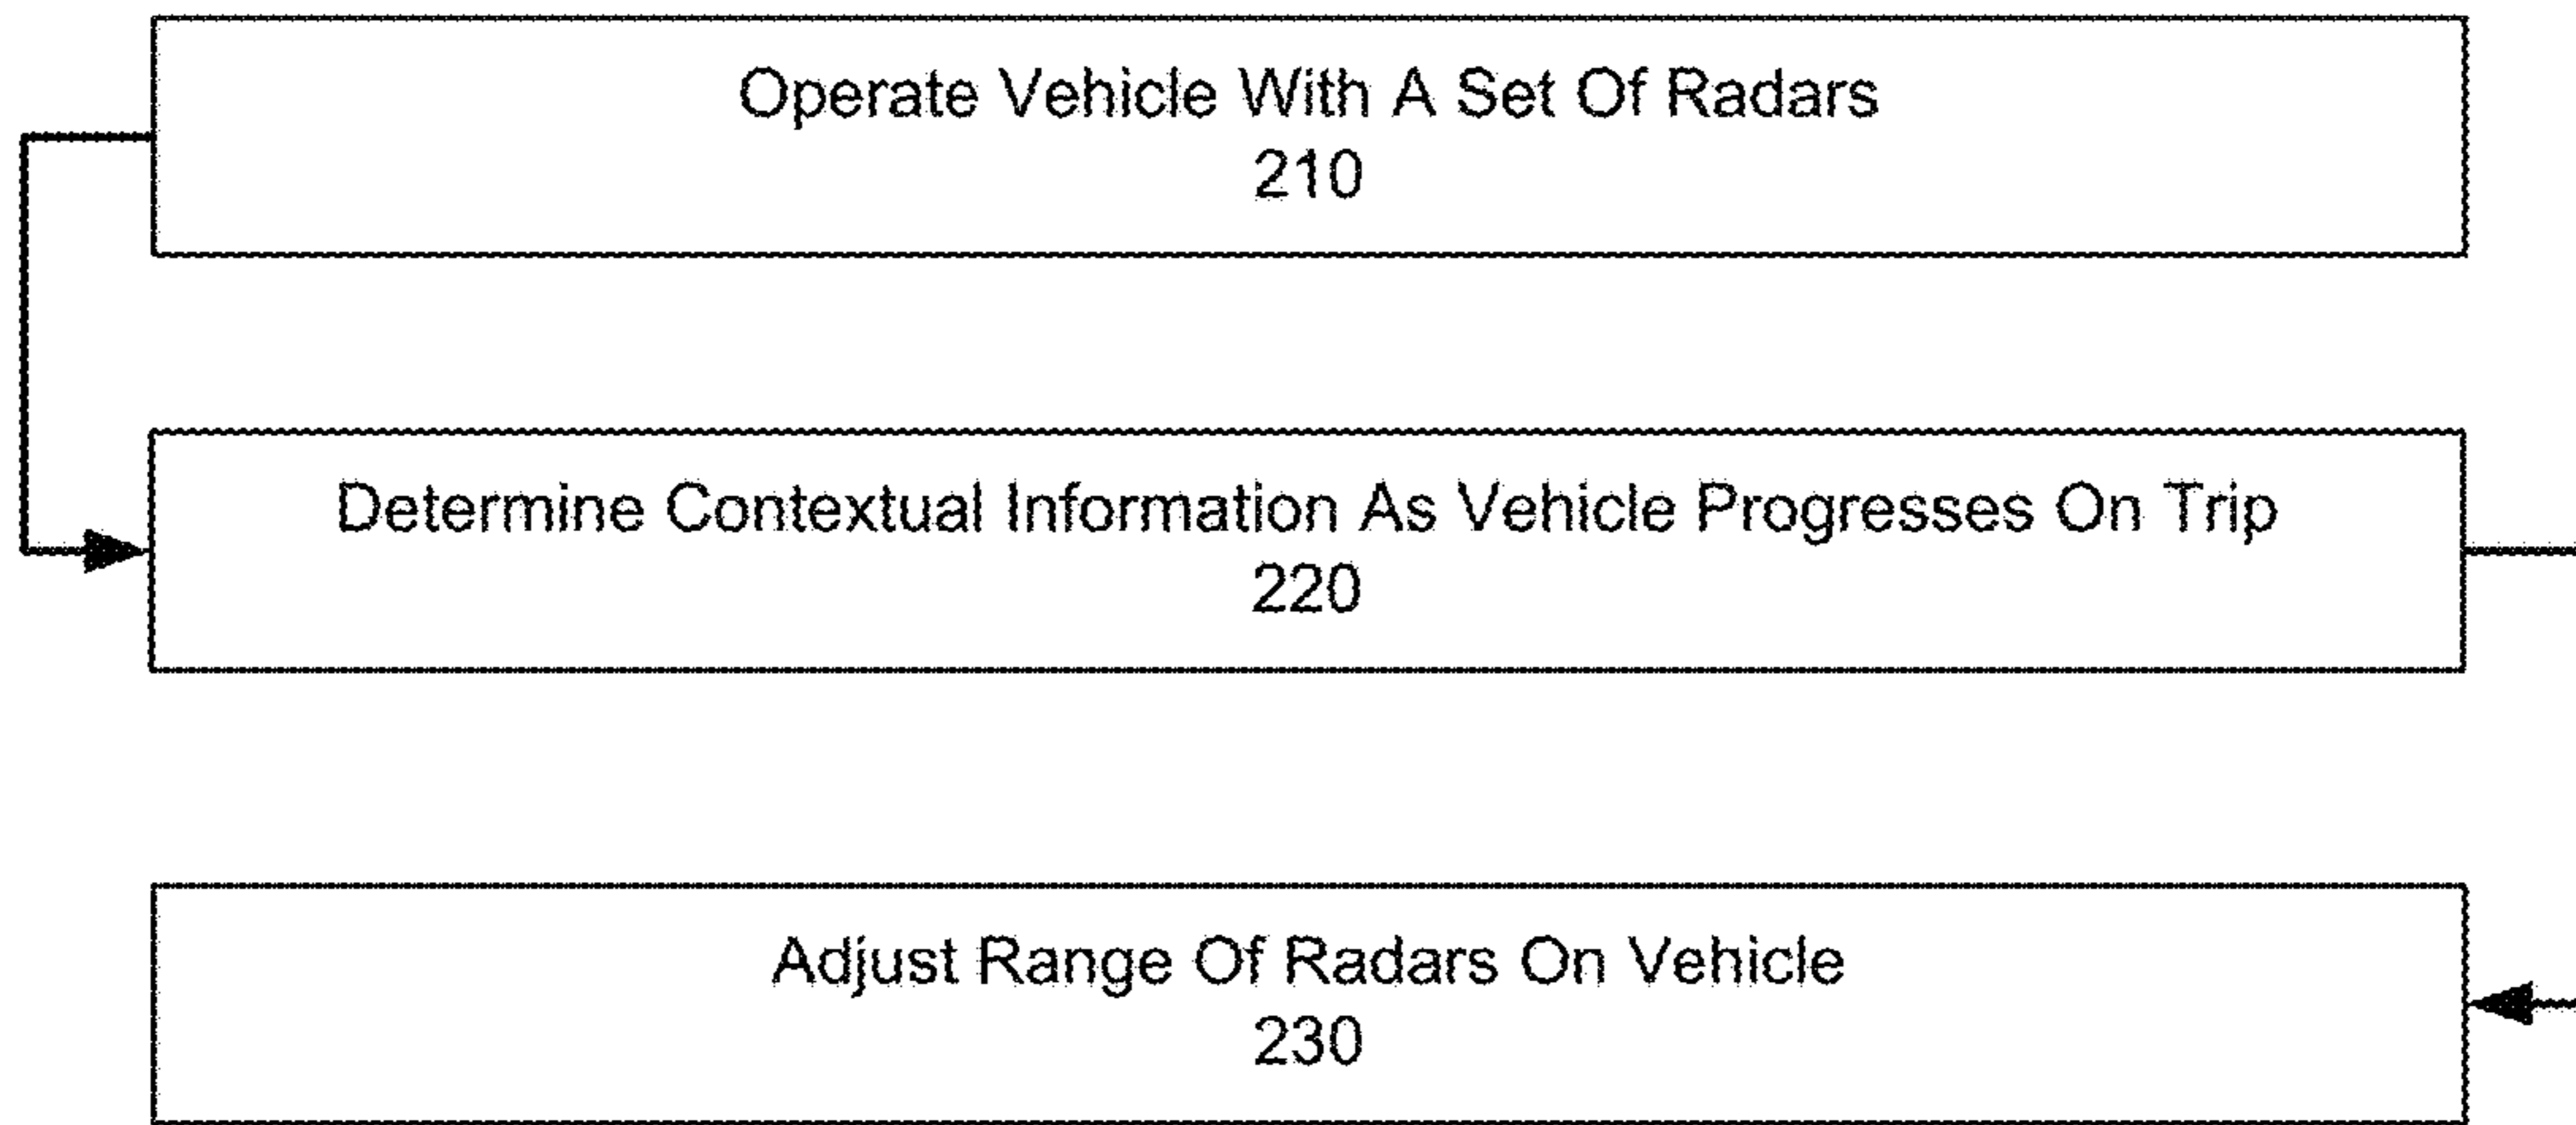 Operate Vehicle With A Set Of Radars
210
Determine Contextual Information As Vehicle Progresses On Trip
220
Adjust Range Of Radars On Vehicle
230